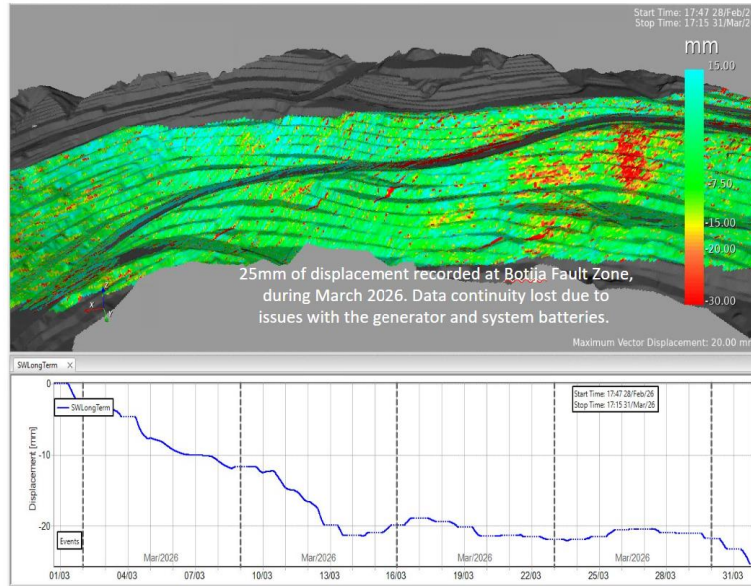 Start Time: 17:47 28/Feb/26
Stop Time: 17:15 31/Mar/2
mm
15.00
-7.50
-15.00
-20.00
-30.00
25mm of displacement recorded at Botija Fault Zone,
during March 2026. Data continuity lost due to
issues with the generator and system batteries.
X
Z
Maximum Vector Displacement: 20.00 mm
SWLongTerm X
Start Time: 17:47 28/Feb/26
Stop Time: 17:15 31/Mar/26
SWLongTerm
Displacement [mm]
0
-10
-20
Events
Mar/2026 Mar/2026 Mar/2026 Mar/2026
01/03 04/03 07/03 10/03 13/03 16/03 19/03 22/03 25/03 28/03 31/03